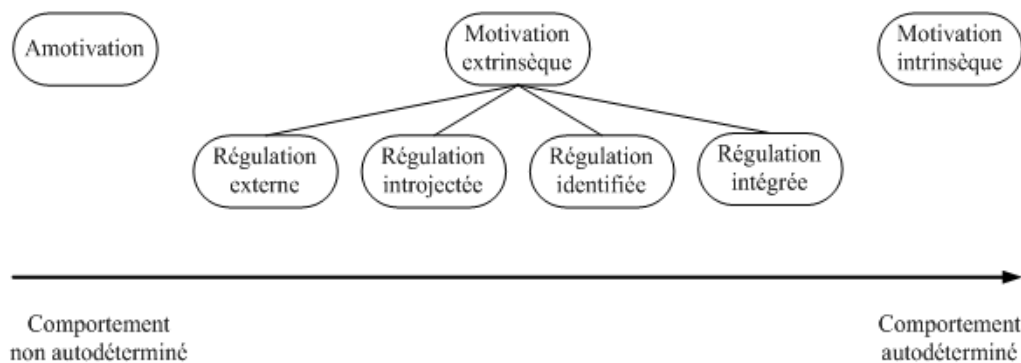 Amotivation
Motivation
extrinsèque
Motivation
intrinsèque
Régulation
externe
Régulation
introjectée
Régulation
identifiée
Régulation
intégrée
Comportement
non autodéterminé
Comportement
autodéterminé